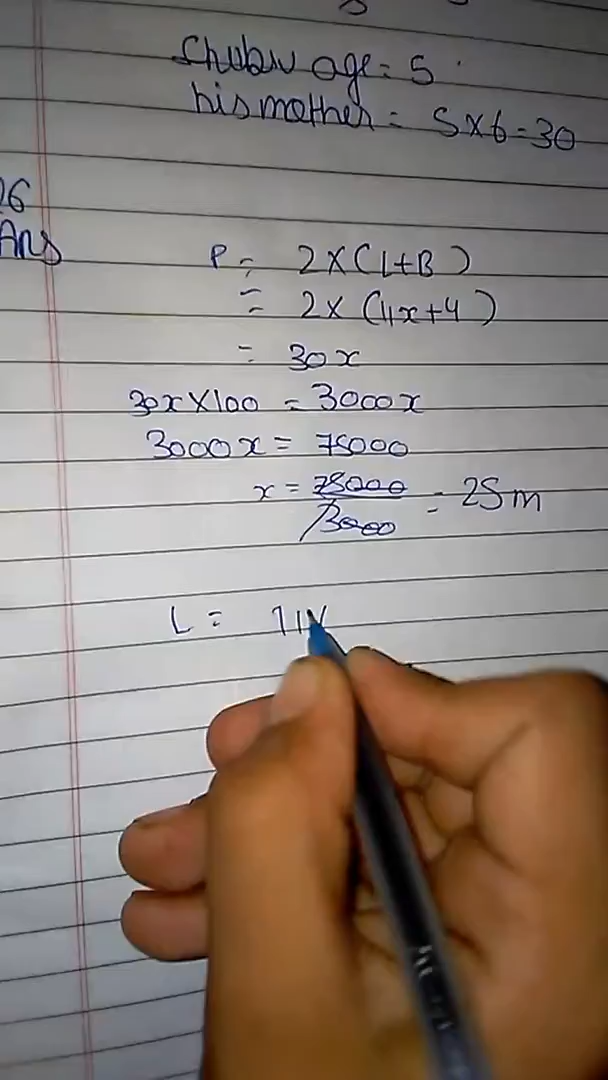 Shubu age = 5
his mother = 5×6=30
26
Ans
P = 2×(L+B)
= 2× (11x+4)
= 30x
30x×100 = 3000x
3000x = 75000
x = 75000/3000 = 25m
L = 11×